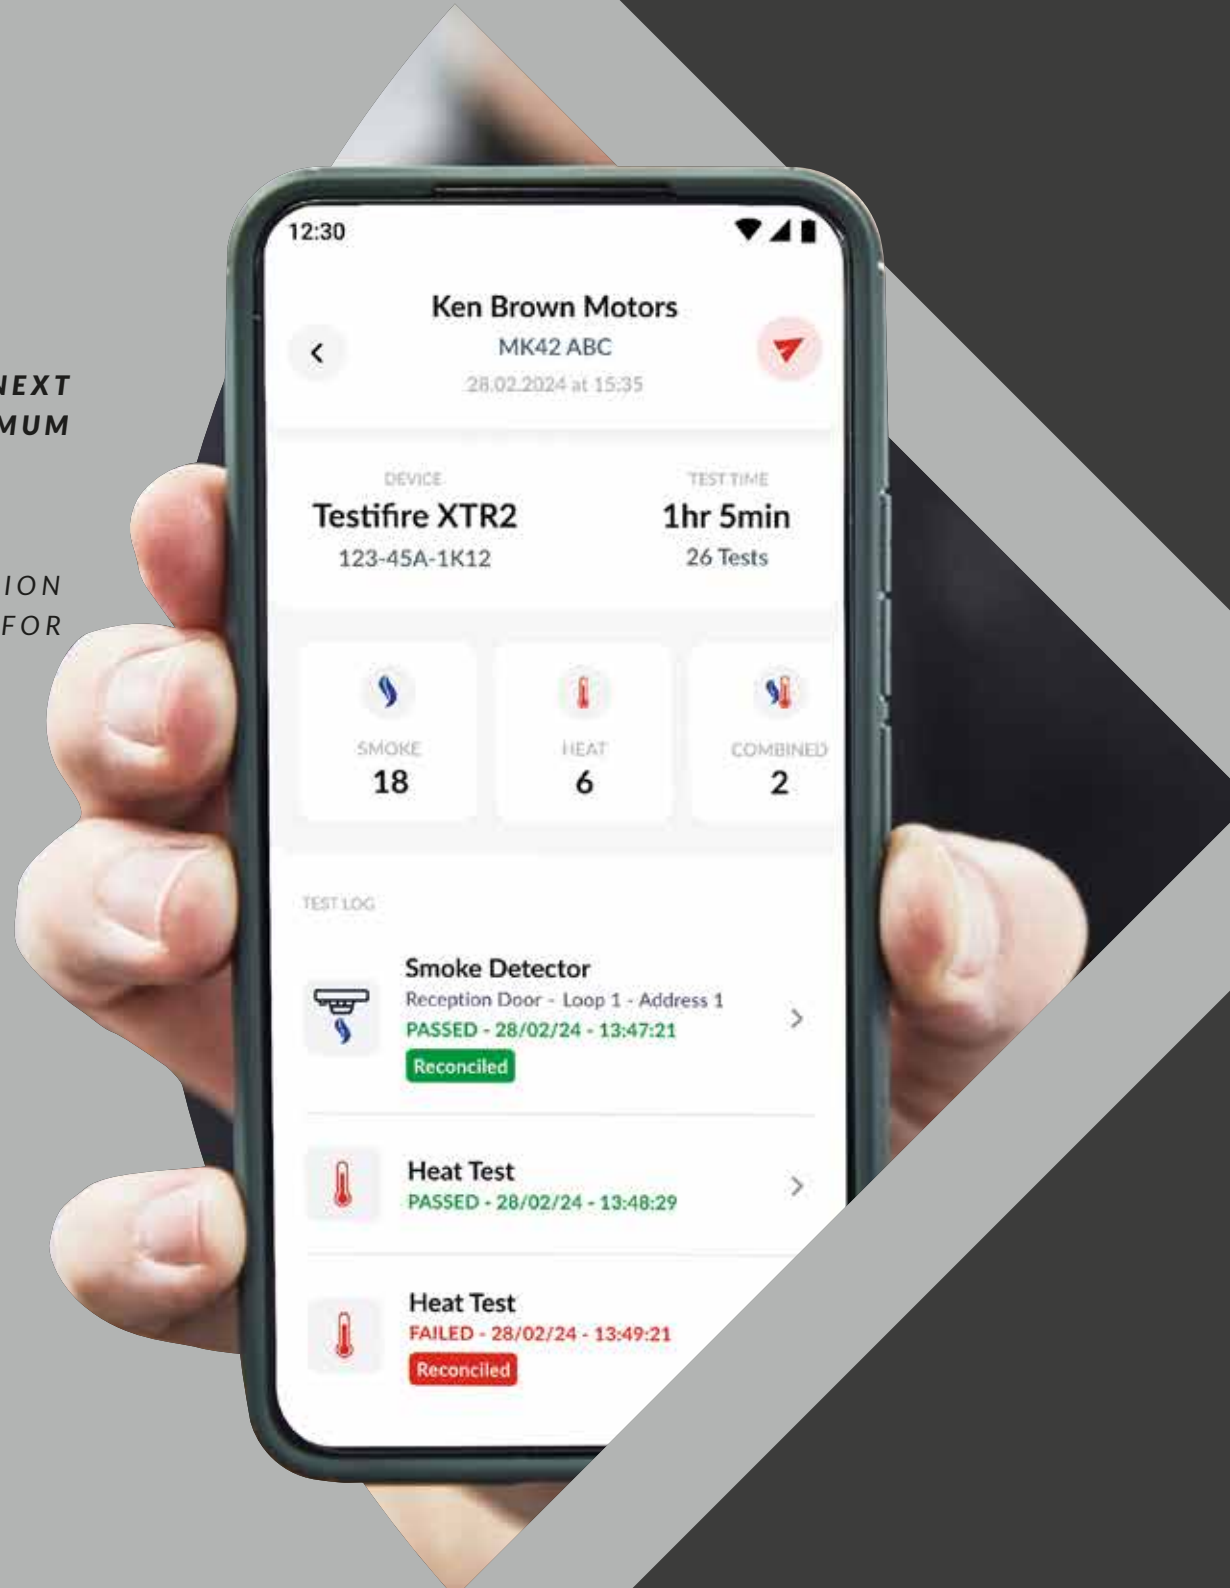 12:30
Ken Brown Motors
MK42 ABC
28.02.2024 at 15:35
NEXT
MUM
DEVICE
TEST TIME
Testifire XTR2
1hr 5min
123-45A-1K12
26 Tests
ION
FOR
SMOKE
HEAT
COMBINED
18
6
2
TEST LOG
Smoke Detector
Reception Door - Loop 1 - Address 1
PASSED - 28/02/24 - 13:47:21
Reconciled
Heat Test
PASSED - 28/02/24 - 13:48:29
Heat Test
FAILED - 28/02/24 - 13:49:21
Reconciled